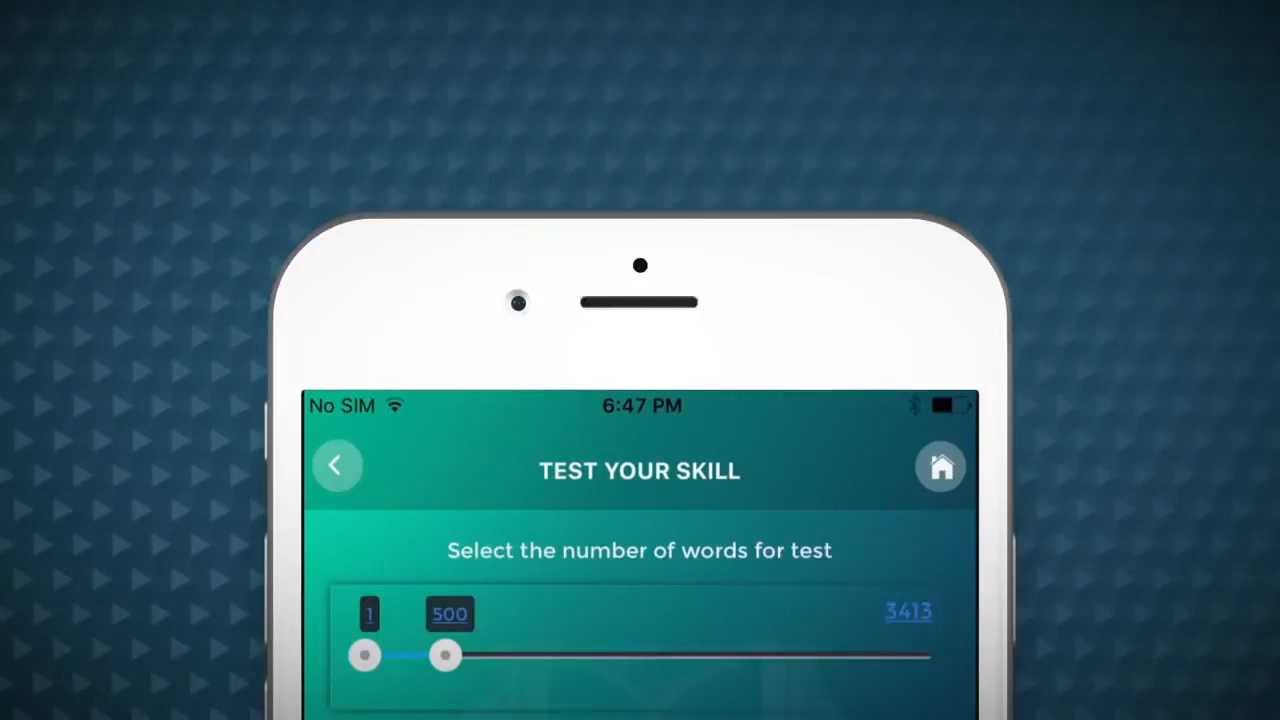 No SIM 6:47 PM
TEST YOUR SKILL
Select the number of words for test
1 500 3413